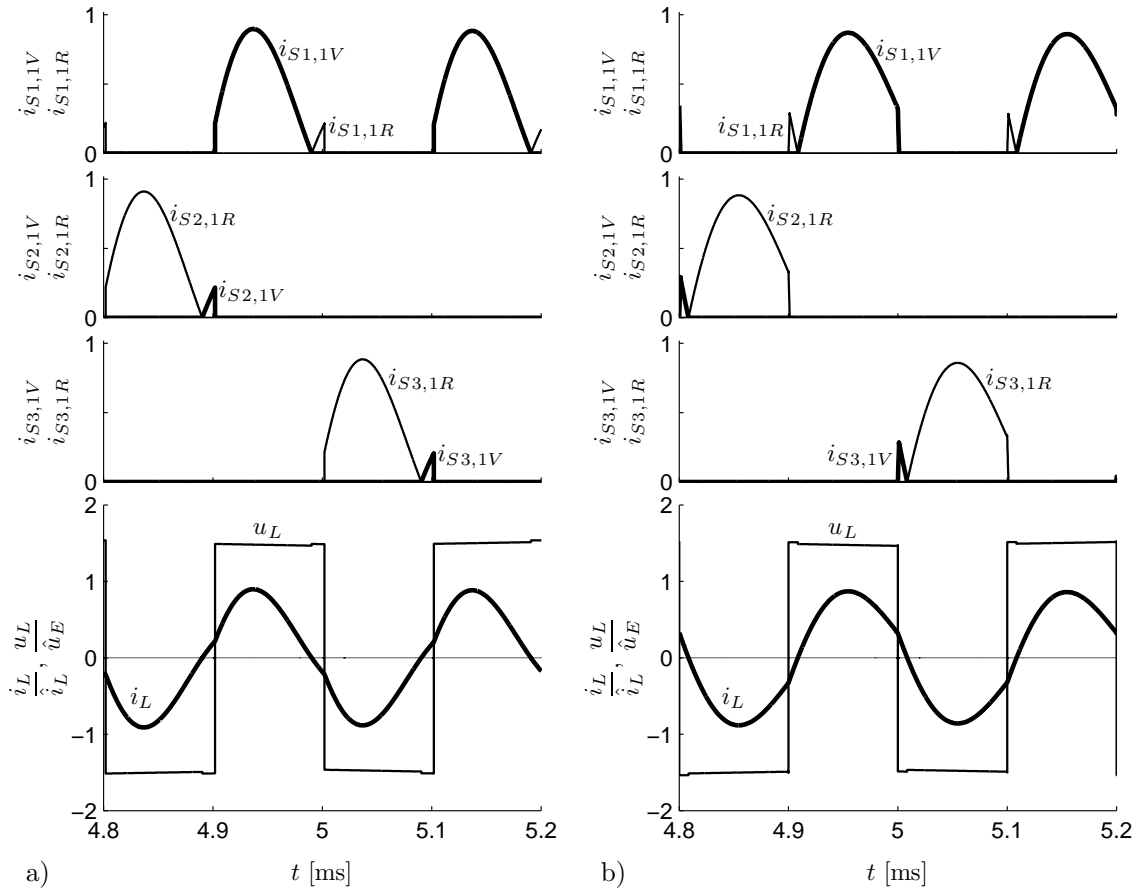 1
0
i_{S1,1V}
i_{S1,1R}
i_{S1,1V}
i_{S1,1R}
1
0
i_{S2,1V}
i_{S2,1R}
i_{S2,1R}
i_{S2,1V}
1
0
i_{S3,1V}
i_{S3,1R}
i_{S3,1R}
i_{S3,1V}
2
1
0
−1
−2
i_L/î_L, u_L/û_E
u_L
i_L
4.8 4.9 5 5.1 5.2
a) t [ms]
1
0
i_{S1,1V}
i_{S1,1R}
i_{S1,1V}
i_{S1,1R}
1
0
i_{S2,1V}
i_{S2,1R}
i_{S2,1R}
1
0
i_{S3,1V}
i_{S3,1R}
i_{S3,1R}
i_{S3,1V}
2
1
0
−1
−2
i_L/î_L, u_L/û_E
u_L
i_L
4.8 4.9 5 5.1 5.2
b) t [ms]